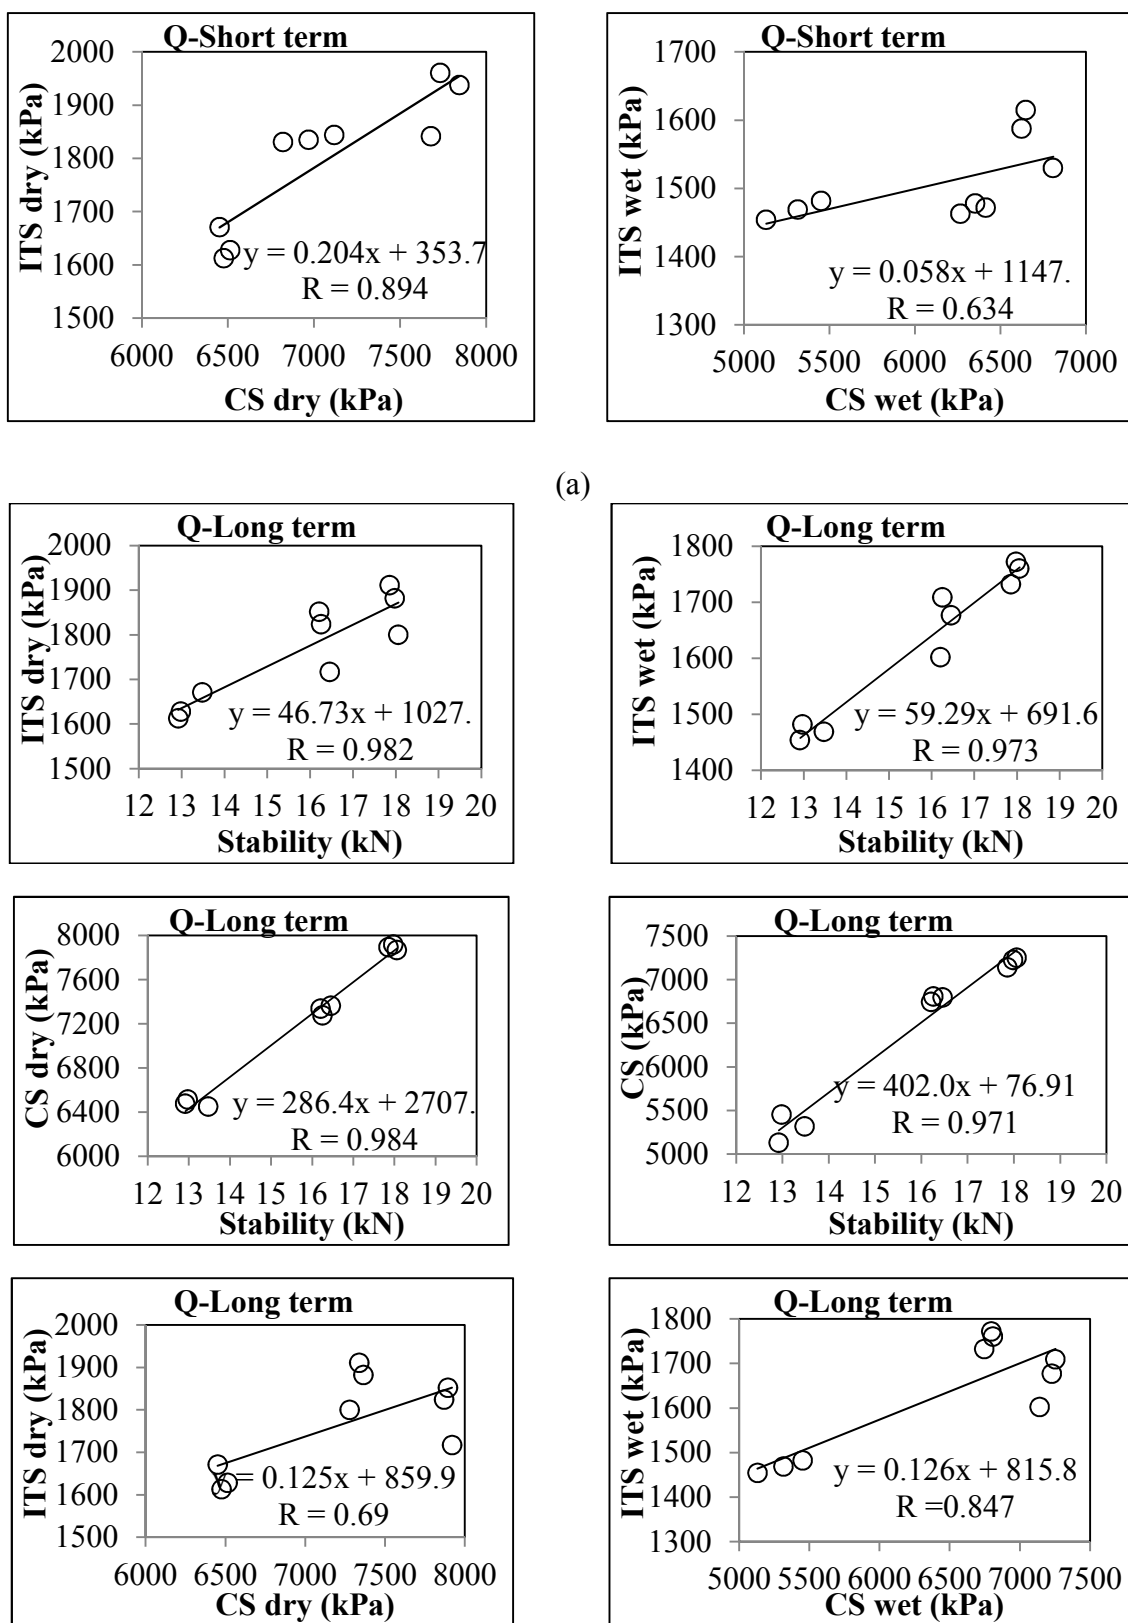 Q-Short term
ITS dry (kPa)
2000
1900
1800
1700
1600
1500
y = 0.204x + 353.7
R = 0.894
6000 6500 7000 7500 8000
CS dry (kPa)
Q-Short term
ITS wet (kPa)
1700
1600
1500
1400
1300
y = 0.058x + 1147.
R = 0.634
5000 5500 6000 6500 7000
CS wet (kPa)
(a)
Q-Long term
ITS dry (kPa)
2000
1900
1800
1700
1600
1500
y = 46.73x + 1027.
R = 0.982
12 13 14 15 16 17 18 19 20
Stability (kN)
Q-Long term
ITS wet (kPa)
1800
1700
1600
1500
1400
y = 59.29x + 691.6
R = 0.973
12 13 14 15 16 17 18 19 20
Stability (kN)
Q-Long term
CS dry (kPa)
8000
7600
7200
6800
6400
6000
y = 286.4x + 2707.
R = 0.984
12 13 14 15 16 17 18 19 20
Stability (kN)
Q-Long term
CS (kPa)
7500
7000
6500
6000
5500
5000
y = 402.0x + 76.91
R = 0.971
12 13 14 15 16 17 18 19 20
Stability (kN)
Q-Long term
ITS dry (kPa)
2000
1900
1800
1700
1600
1500
y = 0.125x + 859.9
R = 0.69
6000 6500 7000 7500 8000
CS dry (kPa)
Q-Long term
ITS wet (kPa)
1800
1700
1600
1500
1400
1300
y = 0.126x + 815.8
R =0.847
5000 5500 6000 6500 7000 7500
CS wet (kPa)